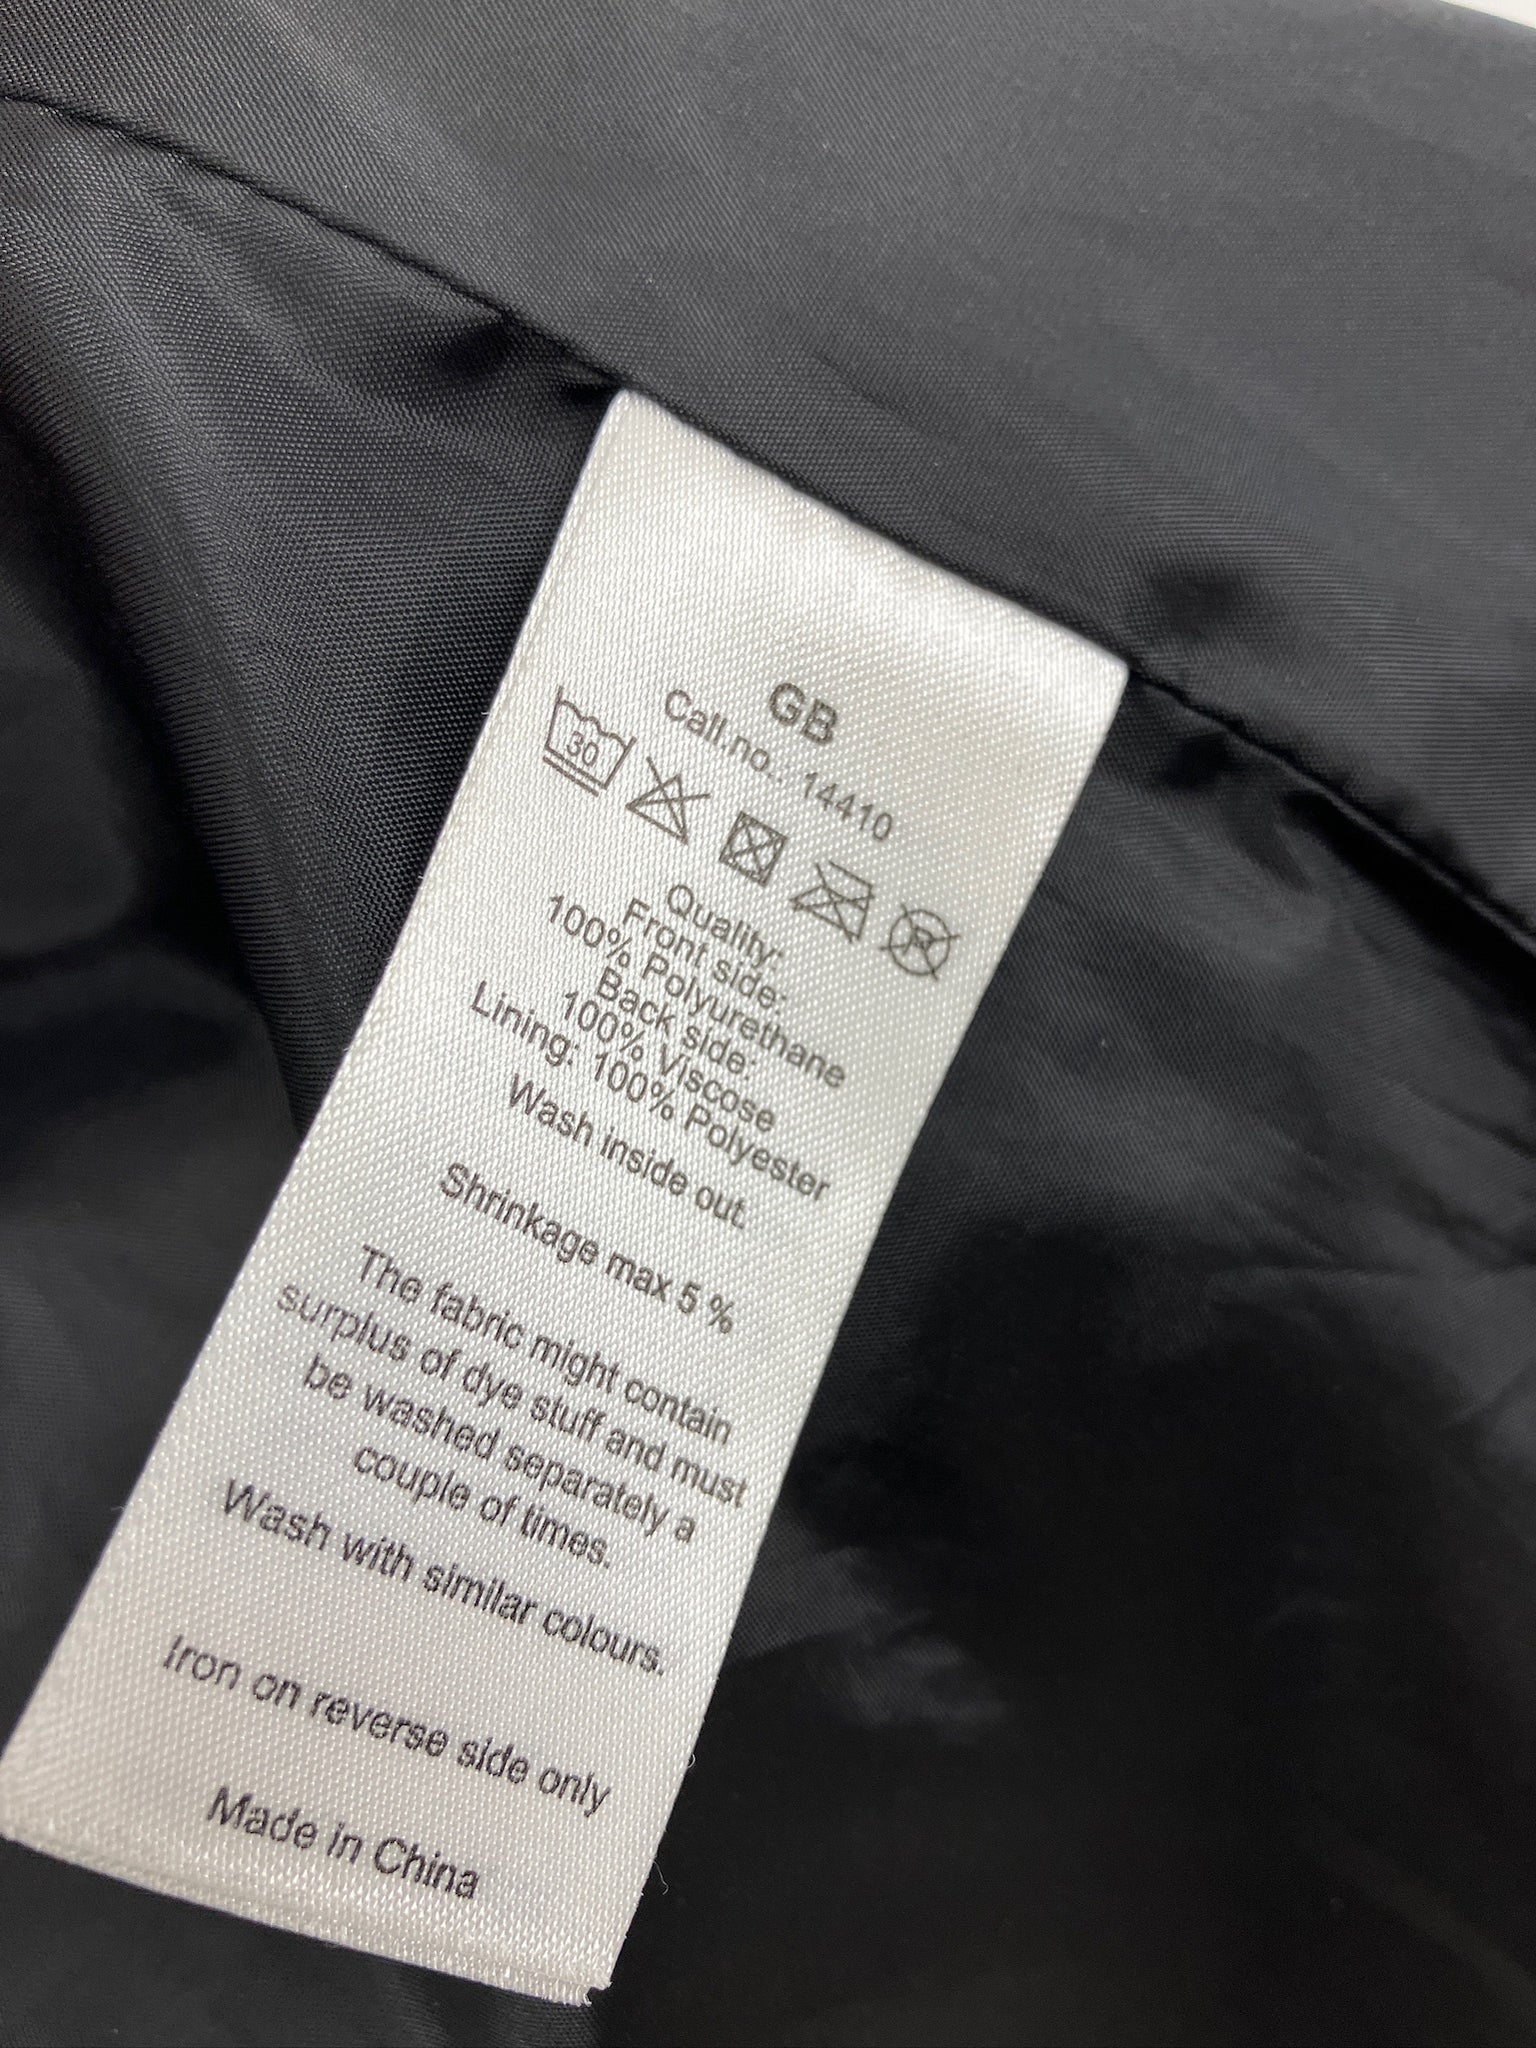 GB
Call.no.: 14410
30
R
Quality:
Front side:
100% Polyurethane
Back side:
100% Viscose
Lining: 100% Polyester
Wash inside out.
Shrinkage max 5 %
The fabric might contain
surplus of dye stuff and must
be washed separately a
couple of times.
Wash with similar colours.
Iron on reverse side only
Made in China